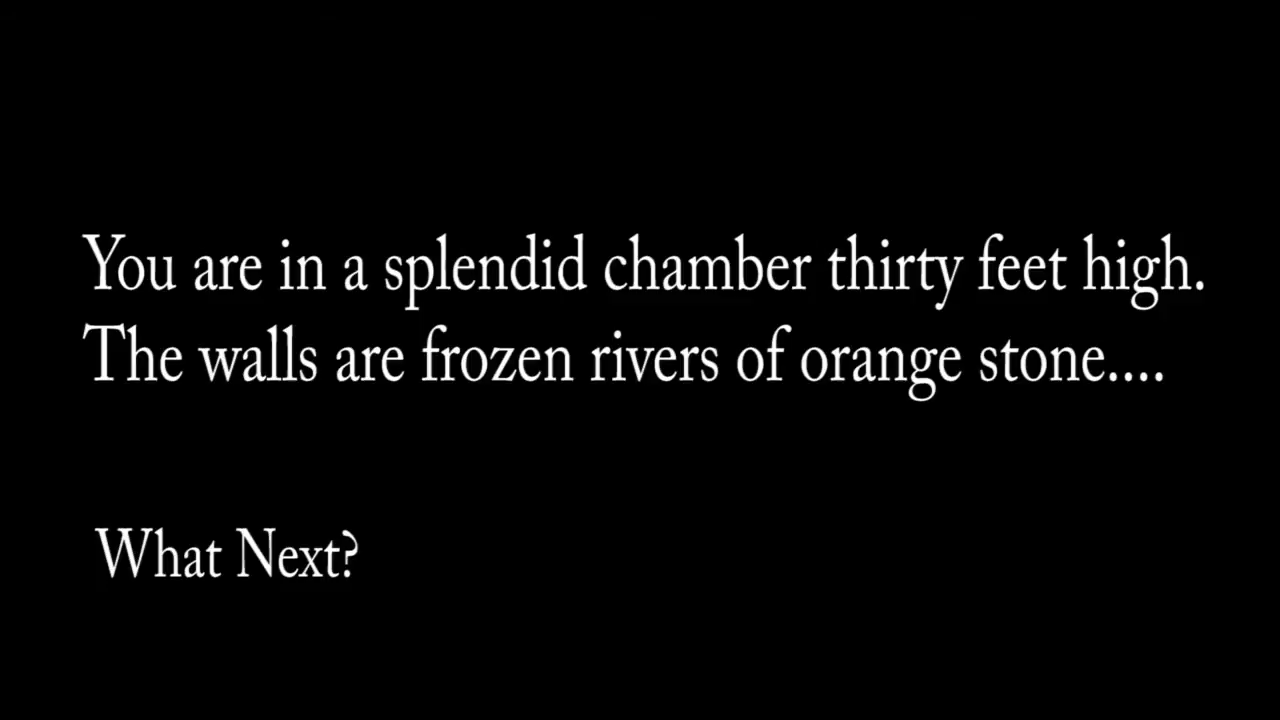 You are in a splendid chamber thirty feet high.
The walls are frozen rivers of orange stone....
What Next?